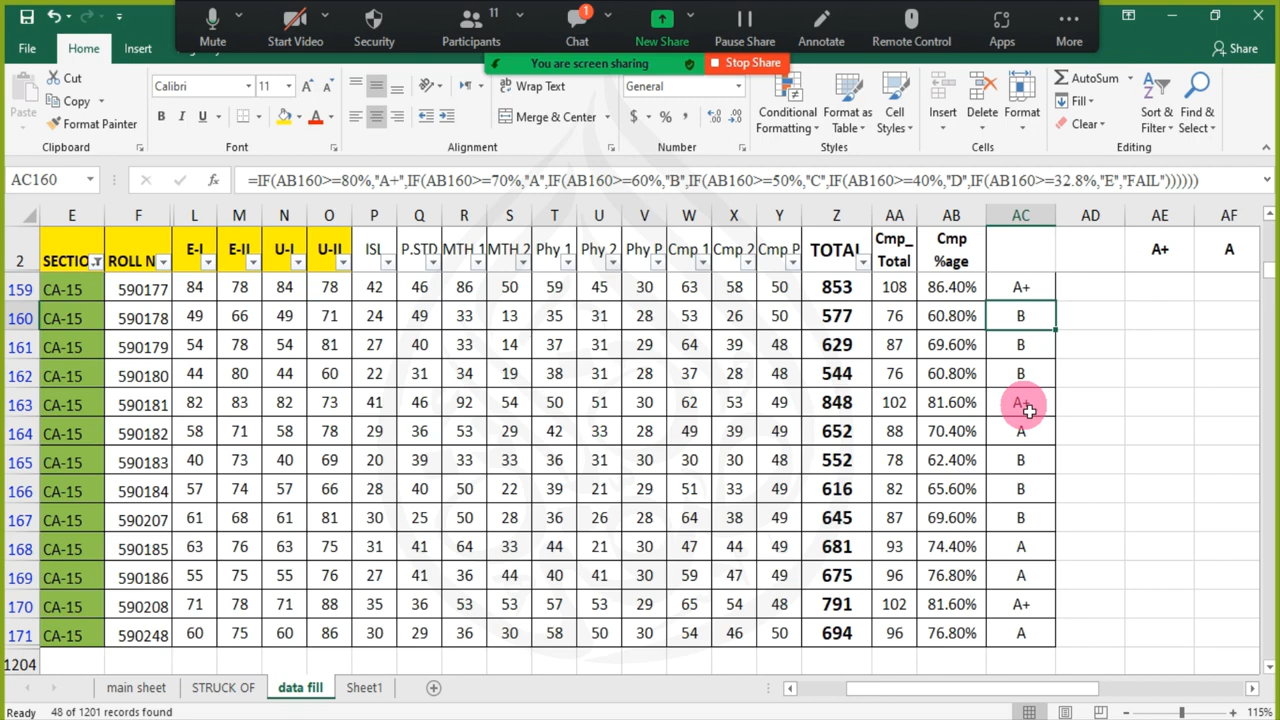 11
1
Mute Start Video Security Participants Chat New Share Pause Share Annotate Remote Control Apps More
File Home Insert Share
You are screen sharing Stop Share
Cut
Copy
Format Painter
Paste
Calibri 11
Wrap Text
Merge & Center
General
Conditional Formatting Format as Table Cell Styles
Insert Delete Format
AutoSum
Fill
Clear
Sort & Filter Find & Select
Clipboard Font Alignment Number Styles Cells Editing
AC160 fx =IF(AB160>=80%,"A+",IF(AB160>=70%,"A",IF(AB160>=60%,"B",IF(AB160>=50%,"C",IF(AB160>=40%,"D",IF(AB160>=32.8%,"E","FAIL"))))))
E F L M N O P Q R S T U V W X Y Z AA AB AC AD AE AF
2 SECTIO ROLL N E-I E-II U-I U-II ISL P.STD MTH 1 MTH 2 Phy 1 Phy 2 Phy P Cmp 1 Cmp 2 Cmp P TOTAL Cmp_ Total Cmp %age A+ A
159 CA-15 590177 84 78 84 78 42 46 86 50 59 45 30 63 58 50 853 108 86.40% A+
160 CA-15 590178 49 66 49 71 24 49 33 13 35 31 28 53 26 50 577 76 60.80% B
161 CA-15 590179 54 78 54 81 27 40 33 14 37 31 29 64 39 48 629 87 69.60% B
162 CA-15 590180 44 80 44 60 22 31 34 19 38 31 28 37 28 48 544 76 60.80% B
163 CA-15 590181 82 83 82 73 41 46 92 54 50 51 30 62 53 49 848 102 81.60% A+
164 CA-15 590182 58 71 58 78 29 36 53 29 42 33 28 49 39 49 652 88 70.40% A
165 CA-15 590183 40 73 40 69 20 39 33 33 36 31 30 30 30 48 552 78 62.40% B
166 CA-15 590184 57 74 57 66 28 40 50 22 39 21 29 51 33 49 616 82 65.60% B
167 CA-15 590207 61 68 61 81 30 25 50 28 36 26 28 64 38 49 645 87 69.60% B
168 CA-15 590185 63 76 63 75 31 41 64 33 44 21 30 47 44 49 681 93 74.40% A
169 CA-15 590186 55 75 55 76 27 41 36 44 40 41 30 59 47 49 675 96 76.80% A
170 CA-15 590208 71 78 71 88 35 36 53 53 57 53 29 65 54 48 791 102 81.60% A+
171 CA-15 590248 60 75 60 86 30 29 36 30 58 50 30 54 46 50 694 96 76.80% A
1204
main sheet STRUCK OF data fill Sheet1
Ready 48 of 1201 records found 115%